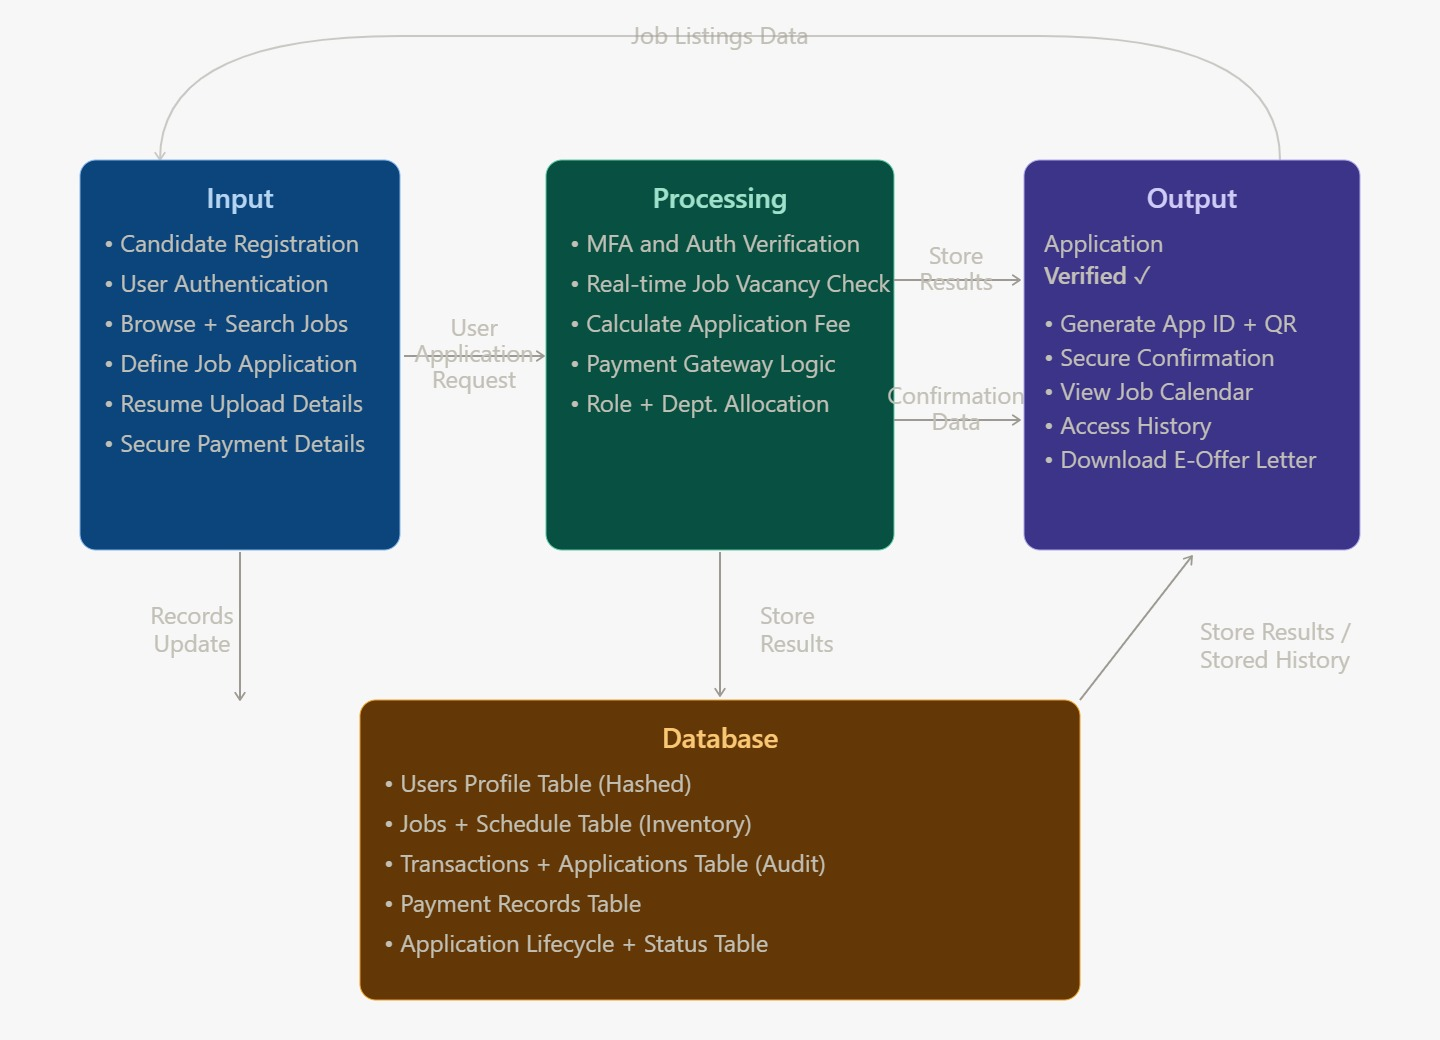 Job Listings Data
Input
• Candidate Registration
• User Authentication
• Browse + Search Jobs
• Define Job Application
• Resume Upload Details
• Secure Payment Details
User
Application
Request
Processing
• MFA and Auth Verification
• Real-time Job Vacancy Check
• Calculate Application Fee
• Payment Gateway Logic
• Role + Dept. Allocation
Store
Results
Confirmation
Data
Output
Application
Verified ✓
• Generate App ID + QR
• Secure Confirmation
• View Job Calendar
• Access History
• Download E-Offer Letter
Records
Update
Store
Results
Store Results /
Stored History
Database
• Users Profile Table (Hashed)
• Jobs + Schedule Table (Inventory)
• Transactions + Applications Table (Audit)
• Payment Records Table
• Application Lifecycle + Status Table